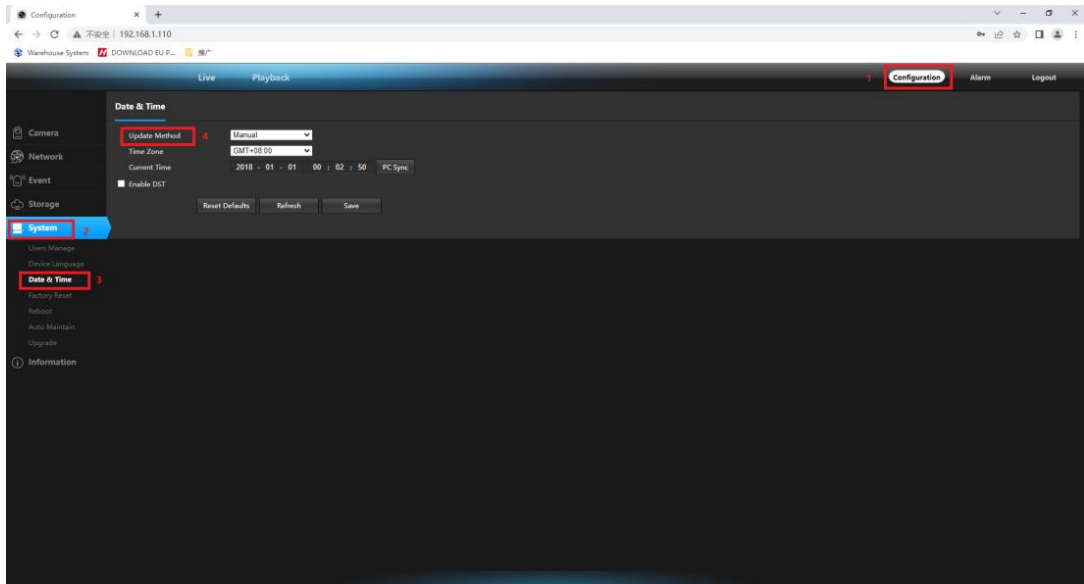 Configuration
不安全 | 192.168.1.110
Warehouse System DOWNLOAD EU P... 推广
Live Playback 1 Configuration Alarm Logout
Date & Time
Camera
Update Method 4 Manual
Network
Time Zone GMT+08:00
Current Time 2018 - 01 - 01 00 : 02 : 50 PC Sync
Event
Enable DST
Storage
Reset Defaults Refresh Save
System 2
Users Manage
Device Language
Date & Time 3
Factory Reset
Reboot
Auto Maintain
Upgrade
Information